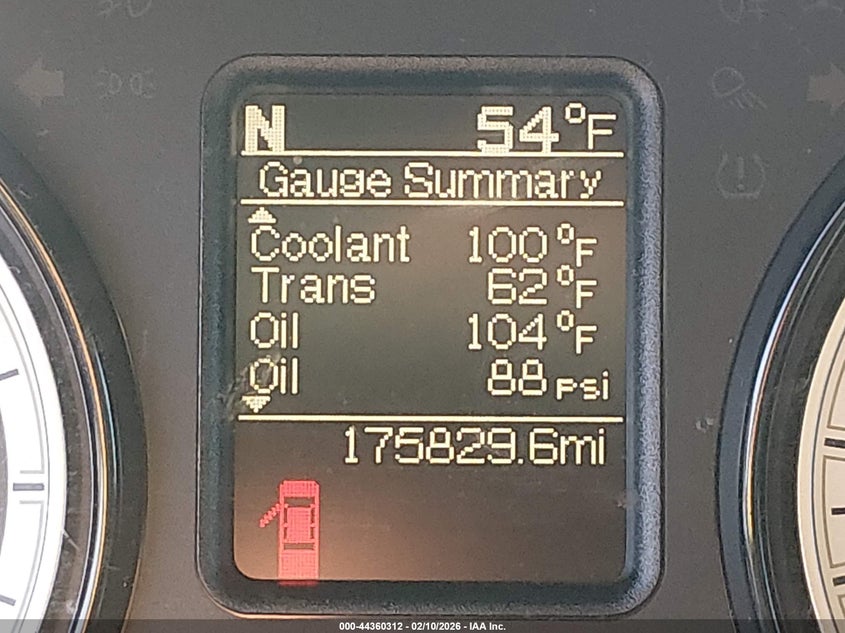 N 54°F
Gauge Summary
Coolant 100°F
Trans 62°F
Oil 104°F
Oil 88 psi
175829.6mi
000-44360312 - 02/10/2026 - IAA Inc.